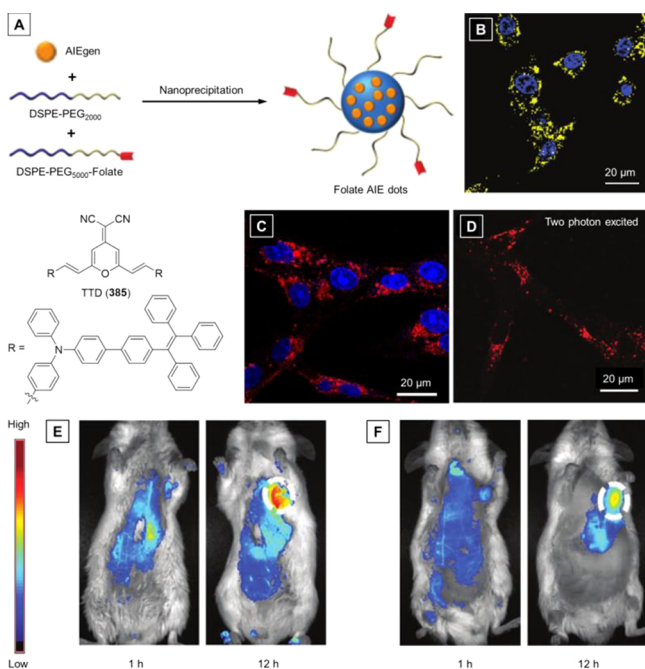 A
AIEgen
+
DSPE-PEG2000
+
DSPE-PEG5000-Folate
Nanoprecipitation
Folate AIE dots
B
20 µm
NC CN
R O R
TTD (385)
R =
N
C
20 µm
D
Two photon excited
20 µm
High
Low
E
1 h
12 h
F
1 h
12 h